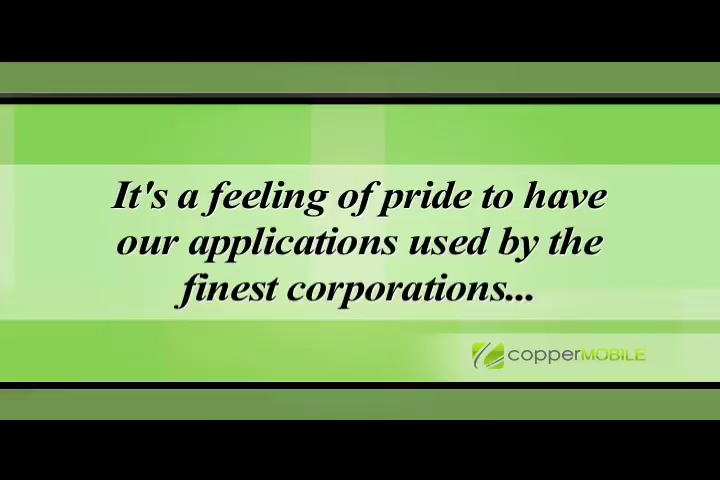 It's a feeling of pride to have
our applications used by the
finest corporations...
copperMOBILE